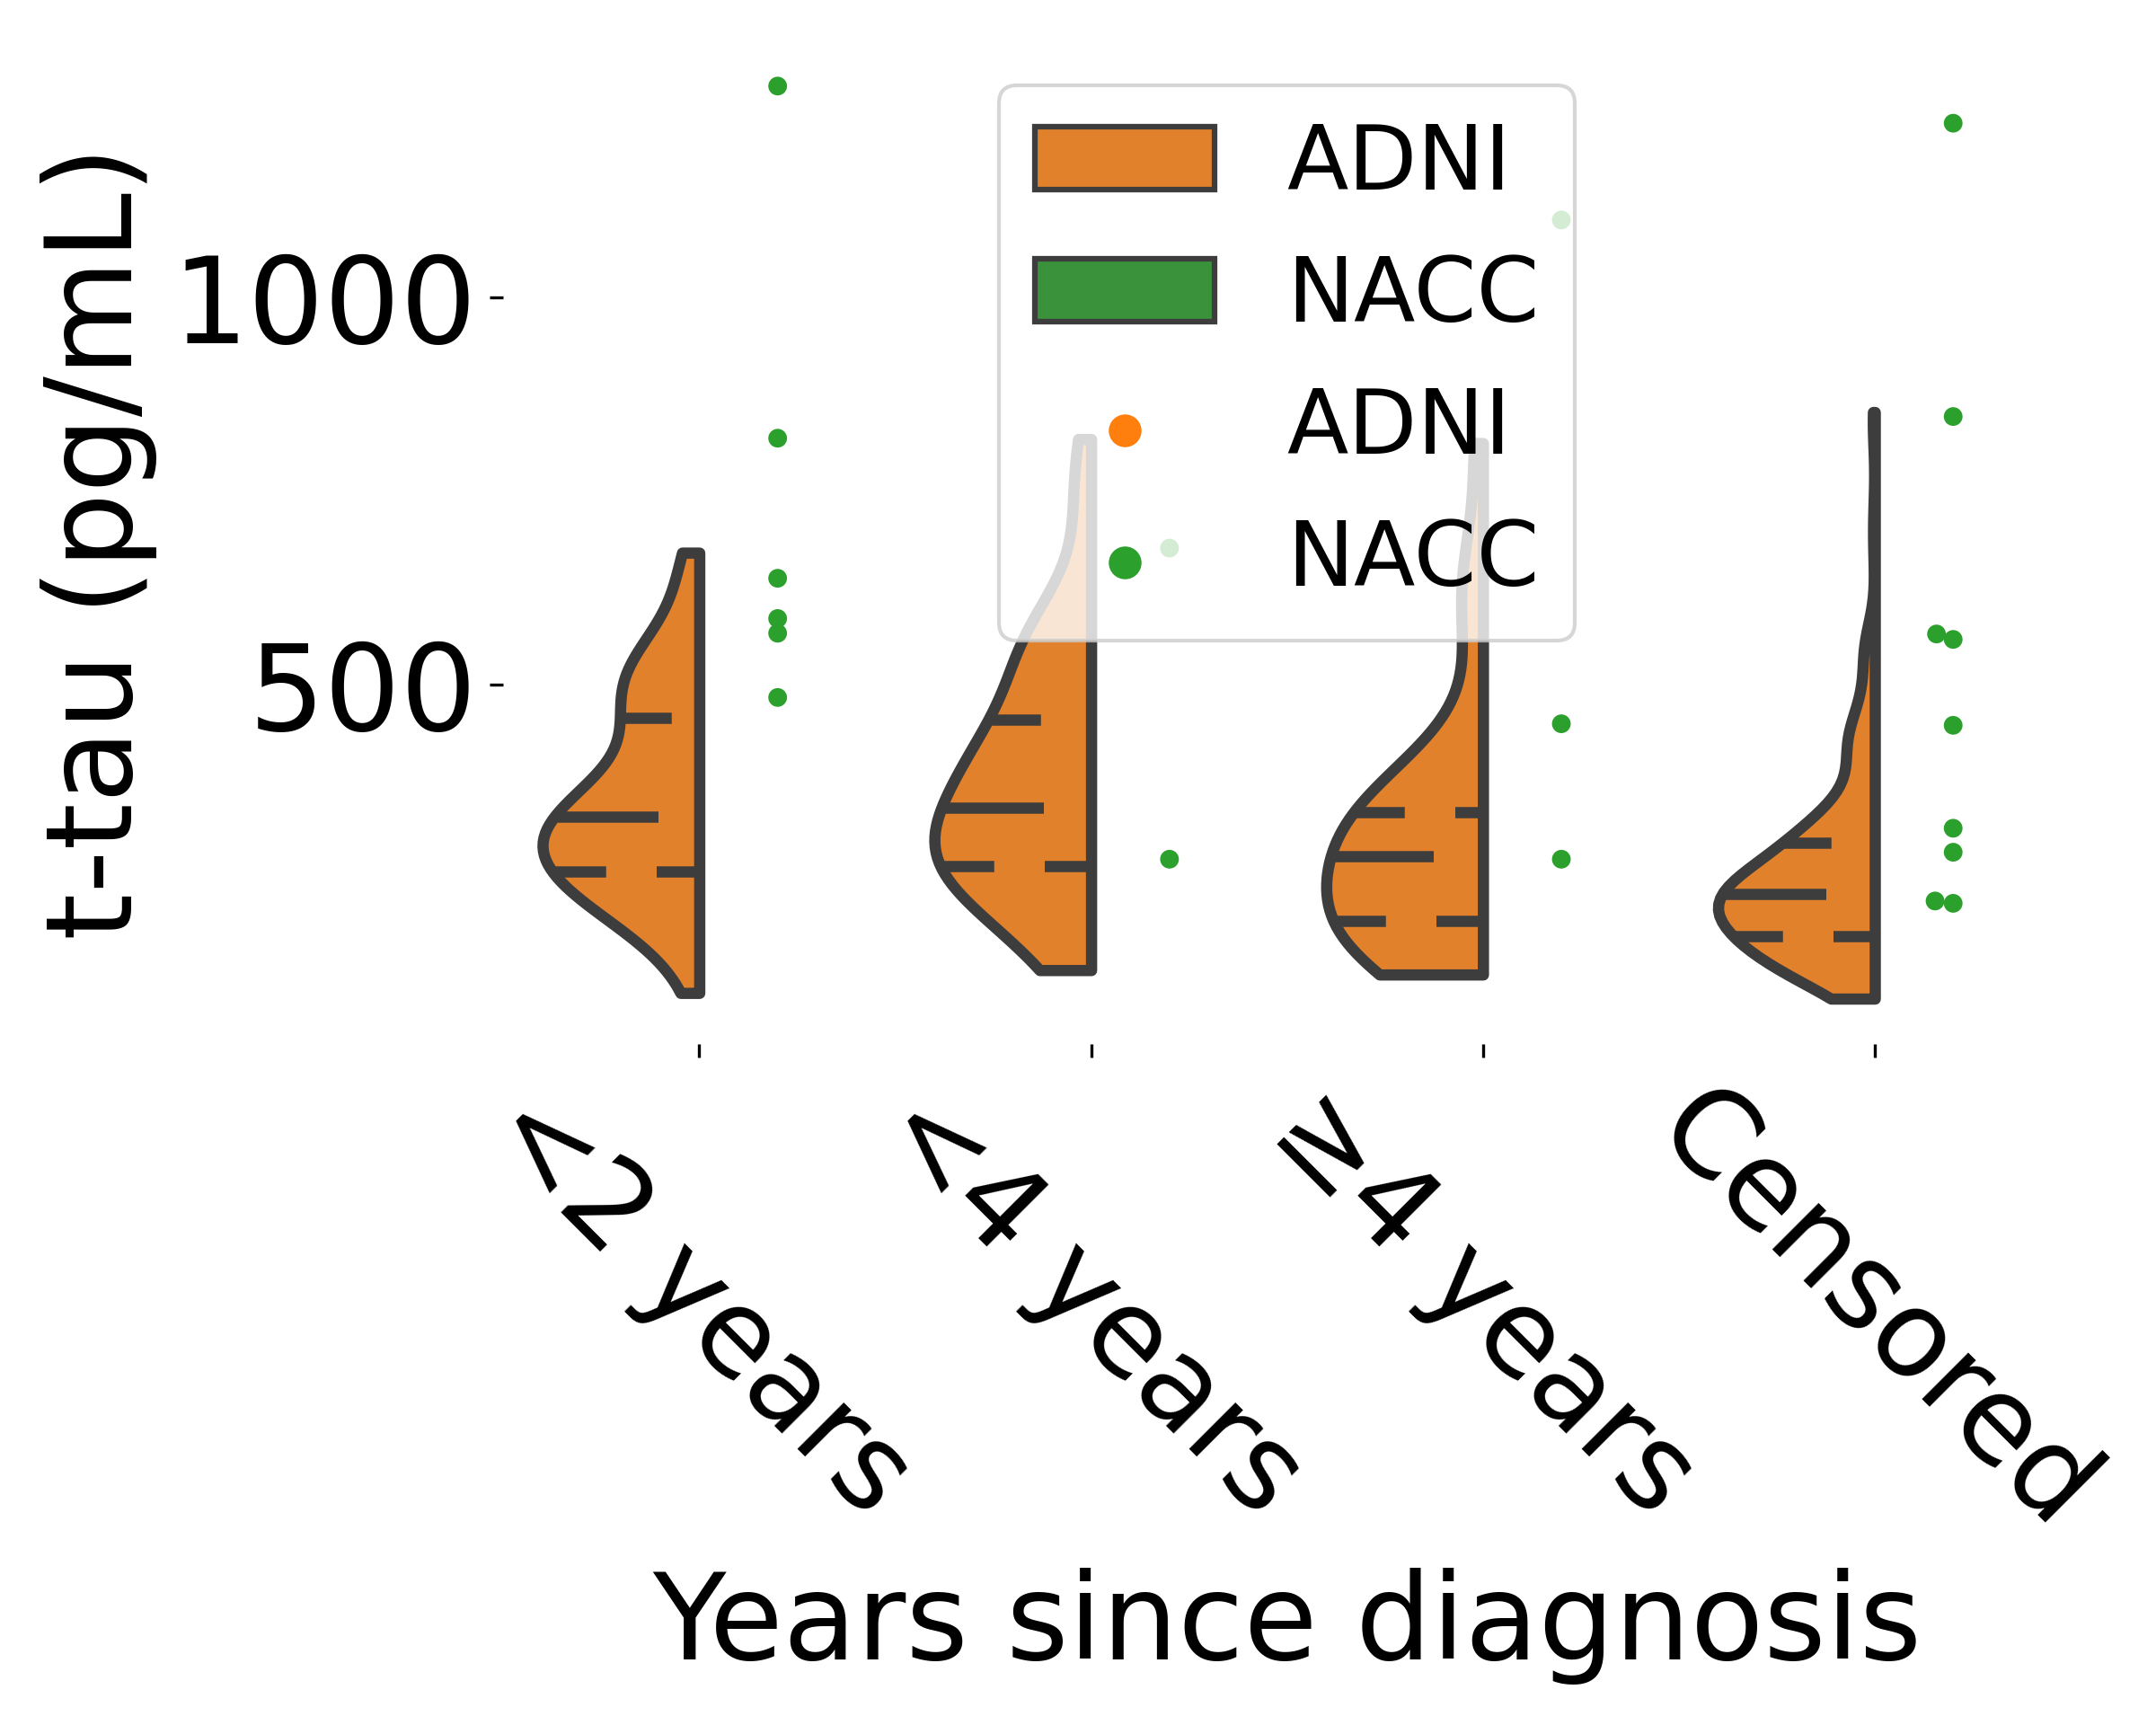 t-tau (pg/mL)
1000
500
ADNI
NACC
ADNI
NACC
<2 years
<4 years
≥4 years
Censored
Years since diagnosis